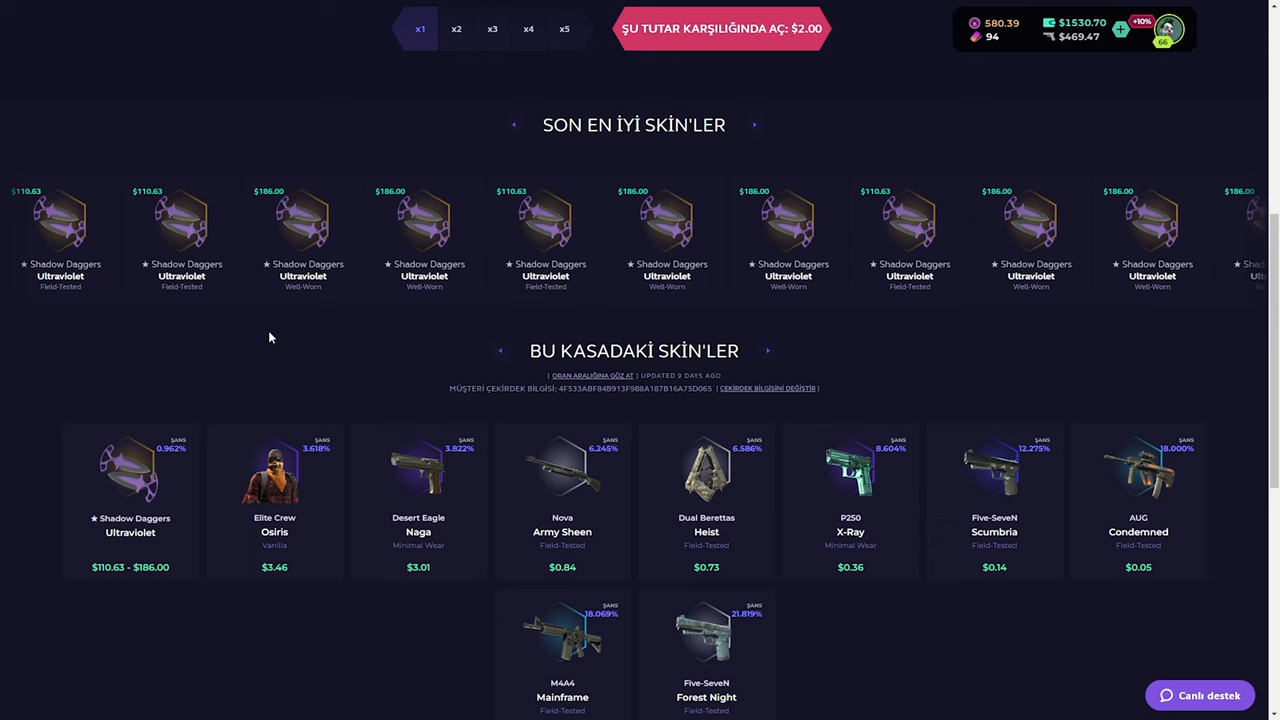 x1
x2
x3
x4
x5
ŞU TUTAR KARŞILIĞINDA AÇ: $2.00
580.39
$1530.70
+10%
94
$469.47
66
SON EN İYİ SKİN'LER
$110.63
$110.63
$186.00
$186.00
$110.63
$186.00
$186.00
$110.63
$186.00
$186.00
$186.00
★ Shadow Daggers
Ultraviolet
Field-Tested
★ Shadow Daggers
Ultraviolet
Field-Tested
★ Shadow Daggers
Ultraviolet
Well-Worn
★ Shadow Daggers
Ultraviolet
Well-Worn
★ Shadow Daggers
Ultraviolet
Field-Tested
★ Shadow Daggers
Ultraviolet
Well-Worn
★ Shadow Daggers
Ultraviolet
Well-Worn
★ Shadow Daggers
Ultraviolet
Field-Tested
★ Shadow Daggers
Ultraviolet
Well-Worn
★ Shadow Daggers
Ultraviolet
Well-Worn
BU KASADAKİ SKİN'LER
[ ORAN ARALIĞINA GÖZ AT ] UPDATED 9 DAYS AGO
MÜŞTERİ ÇEKİRDEK BİLGİSİ: 4F533ABF84B913F988A187B16A75D065 [ ÇEKİRDEK BİLGİSİNİ DEĞİŞTİR ]
ŞANS
0.962%
★ Shadow Daggers
Ultraviolet
$110.63 - $186.00
ŞANS
3.618%
Elite Crew
Osiris
Vanilla
$3.46
ŞANS
3.822%
Desert Eagle
Naga
Minimal Wear
$3.01
ŞANS
6.245%
Nova
Army Sheen
Field-Tested
$0.84
ŞANS
6.586%
Dual Berettas
Heist
Field-Tested
$0.73
ŞANS
8.604%
P250
X-Ray
Minimal Wear
$0.36
ŞANS
12.275%
Five-SeveN
Scumbria
Field-Tested
$0.14
ŞANS
18.000%
AUG
Condemned
Field-Tested
$0.05
ŞANS
18.069%
M4A4
Mainframe
Field-Tested
ŞANS
21.819%
Five-SeveN
Forest Night
Field-Tested
Canlı destek